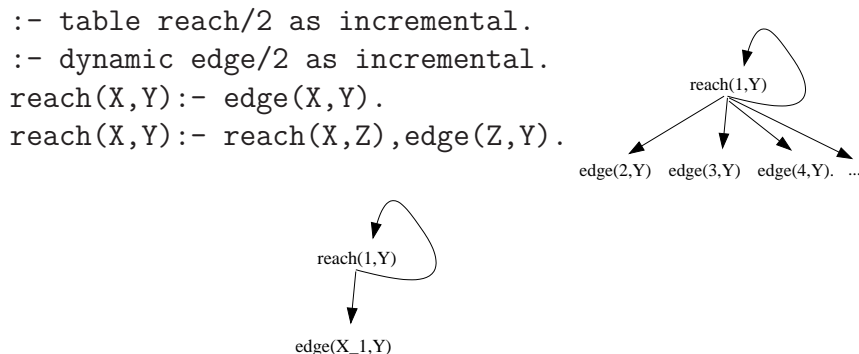 :- table reach/2 as incremental.
:- dynamic edge/2 as incremental.
reach(X,Y):- edge(X,Y).
reach(X,Y):- reach(X,Z),edge(Z,Y).
reach(1,Y)
edge(2,Y) edge(3,Y) edge(4,Y). ...
reach(1,Y)
edge(X_1,Y)